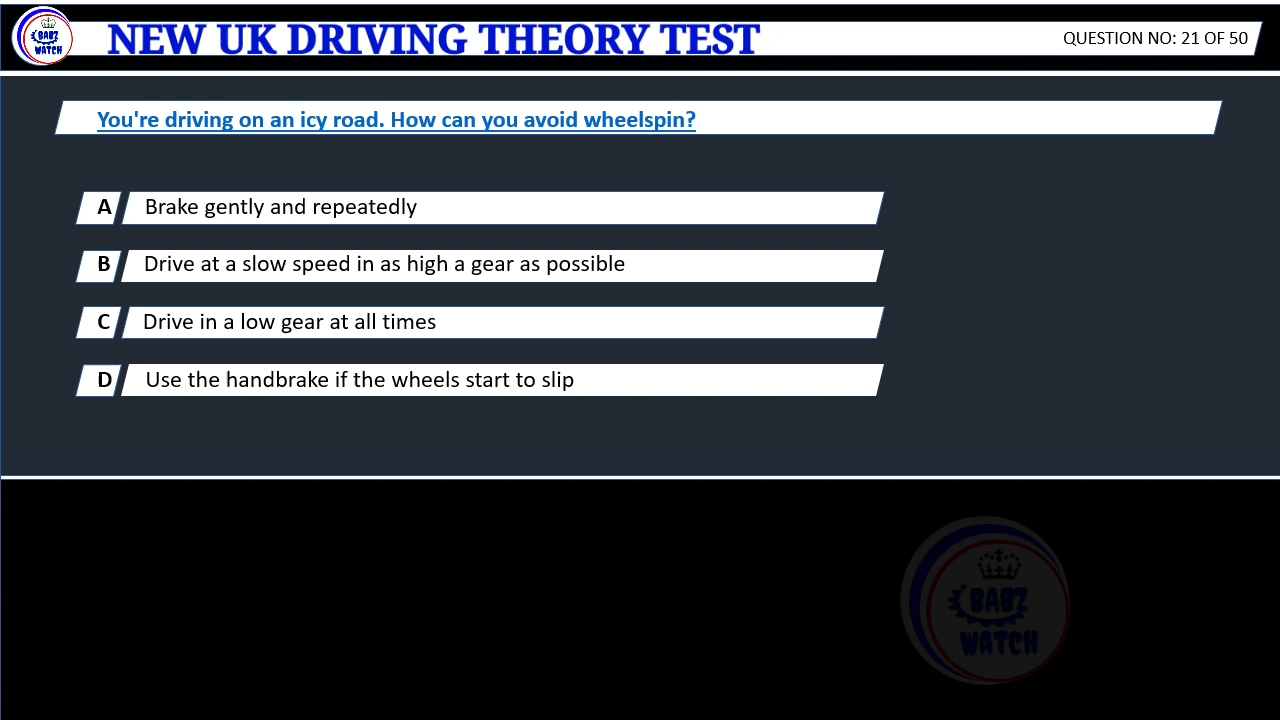 BABZ
WATCH
NEW UK DRIVING THEORY TEST
QUESTION NO: 21 OF 50
You're driving on an icy road. How can you avoid wheelspin?
A Brake gently and repeatedly
B Drive at a slow speed in as high a gear as possible
C Drive in a low gear at all times
D Use the handbrake if the wheels start to slip
BABZ
WATCH